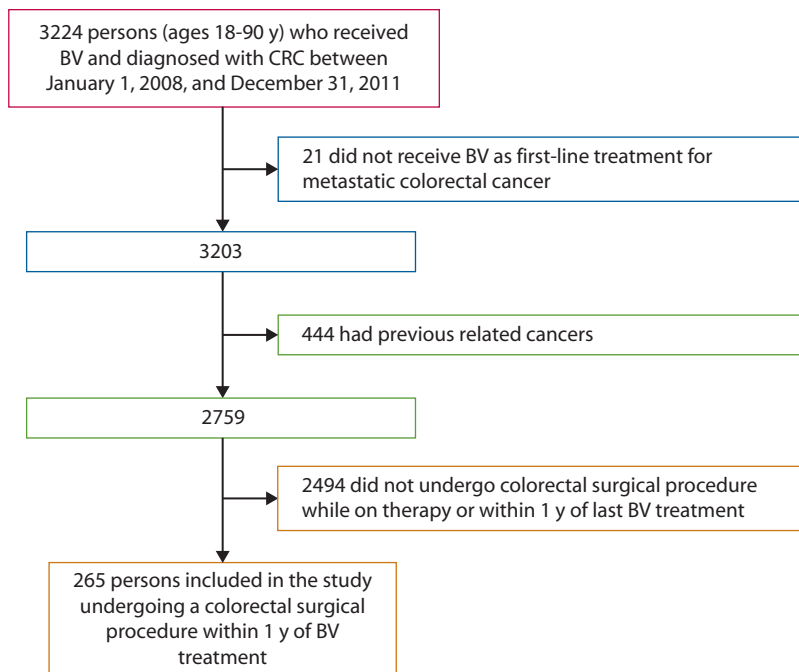 3224 persons (ages 18-90 y) who received
BV and diagnosed with CRC between
January 1, 2008, and December 31, 2011
21 did not receive BV as first-line treatment for
metastatic colorectal cancer
3203
444 had previous related cancers
2759
2494 did not undergo colorectal surgical procedure
while on therapy or within 1 y of last BV treatment
265 persons included in the study
undergoing a colorectal surgical
procedure within 1 y of BV
treatment